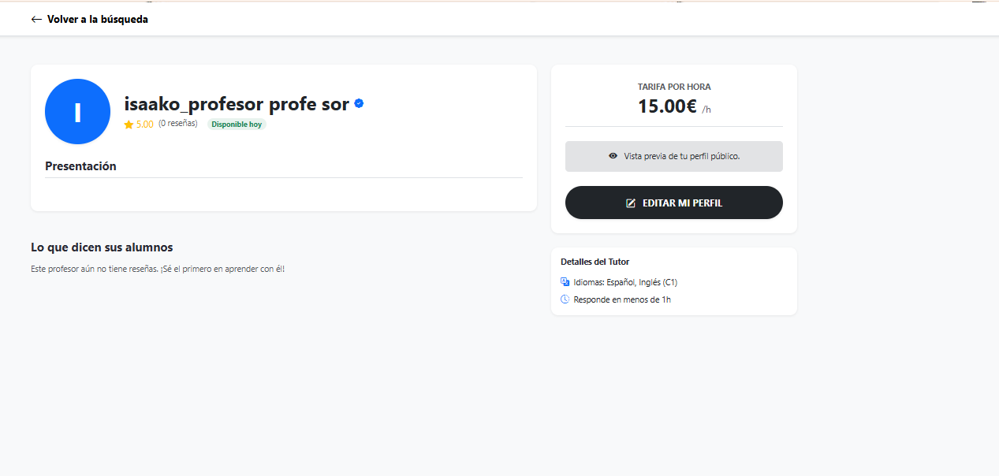 Volver a la búsqueda
I
isaako_profesor profe sor
5.00 (0 reseñas) Disponible hoy
Presentación
Lo que dicen sus alumnos
Este profesor aún no tiene reseñas. ¡Sé el primero en aprender con él!
TARIFA POR HORA
15.00€ /h
Vista previa de tu perfil público.
EDITAR MI PERFIL
Detalles del Tutor
Idiomas: Español, Inglés (C1)
Responde en menos de 1h